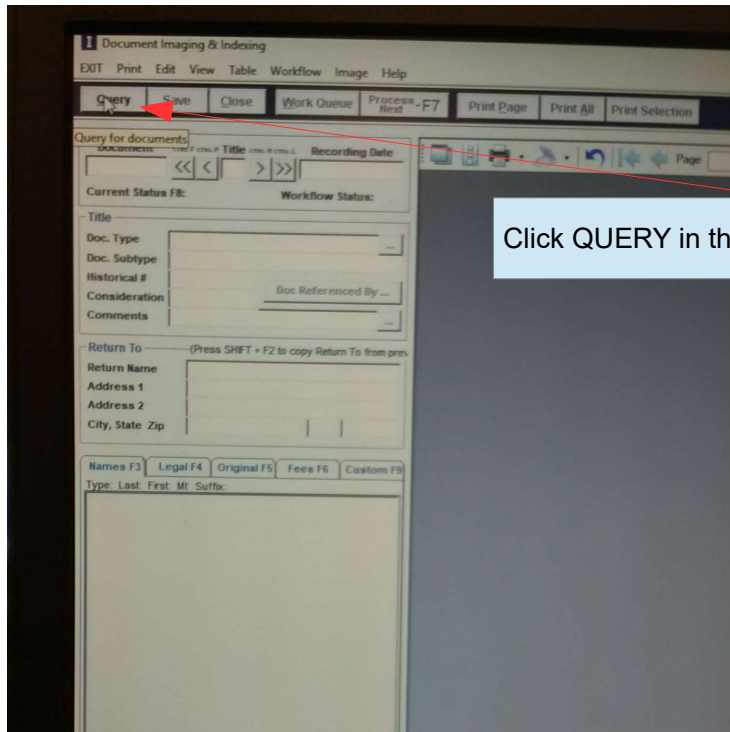 Document Imaging & Indexing
EXIT Print Edit View Table Workflow Image Help
Query Save Close Work Queue Process Next -F7 Print Page Print All Print Selection
Query for documents
Document Title Recording Date
<< < > >> Page
Current Status F8: Workflow Status:
Click QUERY in th
Title
Doc. Type ...
Doc. Subtype
Historical #
Doc Referenced By ...
Consideration
Comments ...
Return To (Press SHIFT + F2 to copy Return To from prev
Return Name
Address 1
Address 2
City, State Zip
Names F3 Legal F4 Original F5 Fees F6 Custom F9
Type: Last: First: MI: Suffix: